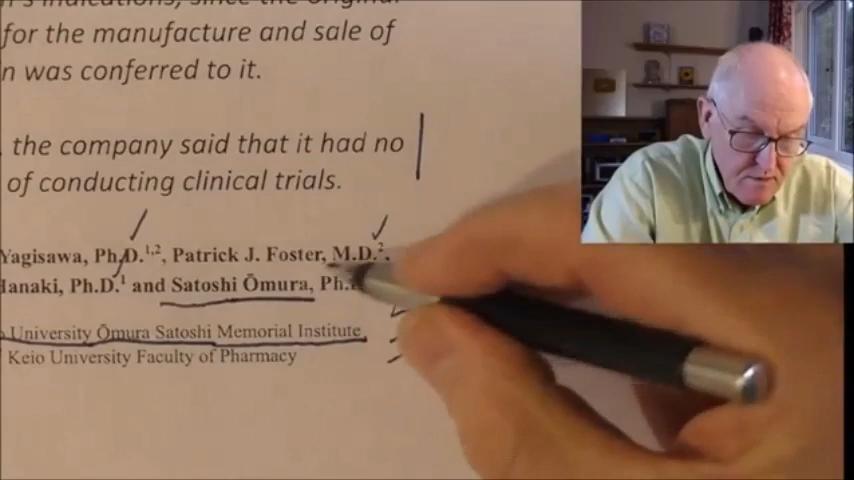 for the manufacture and sale of
n was conferred to it.
the company said that it had no
of conducting clinical trials.
Yagisawa, Ph.D.1,2, Patrick J. Foster, M.D.2,
Hanaki, Ph.D.1 and Satoshi Ōmura, Ph.
University Ōmura Satoshi Memorial Institute
Keio University Faculty of Pharmacy